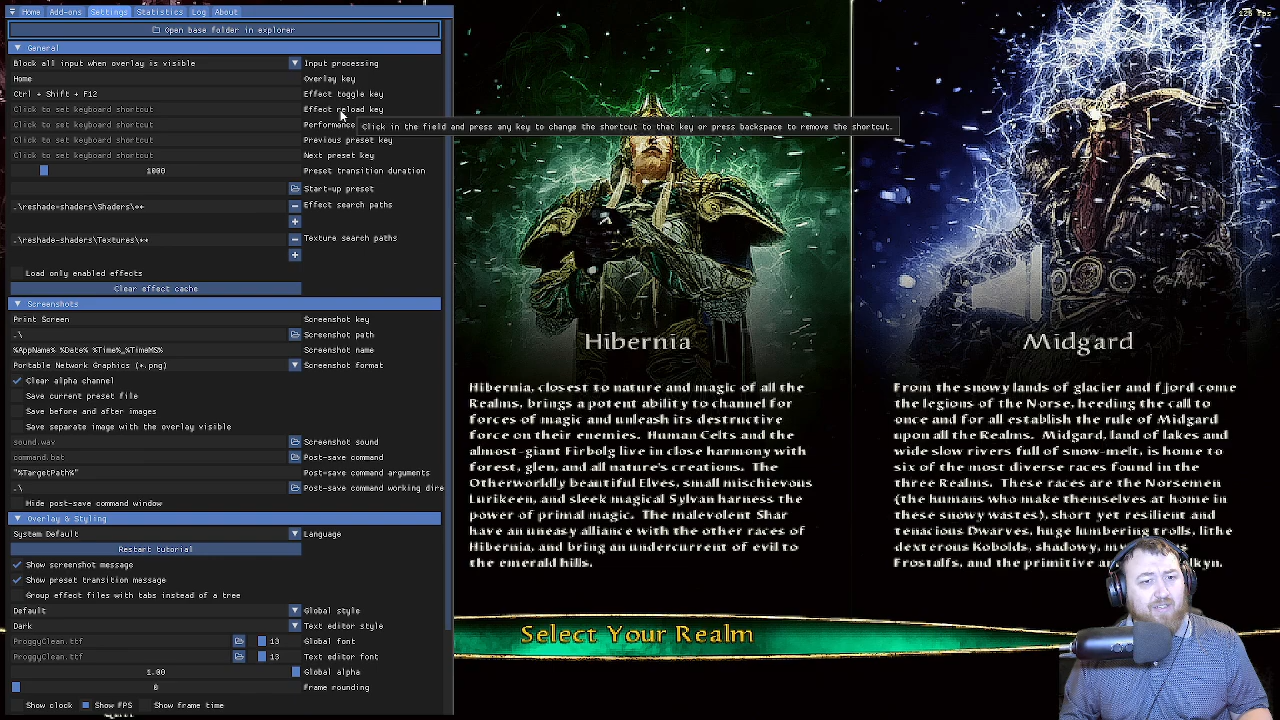 Home Add-ons Settings Statistics Log About
Open base folder in explorer
General
Block all input when overlay is visible Input processing
Home Overlay key
Ctrl + Shift + F12 Effect toggle key
Click to set keyboard shortcut Effect reload key
Click to set keyboard shortcut Performance
Click in the field and press any key to change the shortcut to that key or press backspace to remove the shortcut.
Click to set keyboard shortcut Previous preset key
Click to set keyboard shortcut Next preset key
1000 Preset transition duration
Start-up preset
.\reshade-shaders\Shaders\** Effect search paths
.\reshade-shaders\Textures\** Texture search paths
Load only enabled effects
Clear effect cache
Screenshots
Print Screen Screenshot key
.\ Screenshot path
%AppName% %Date% %Time%_%TimeMS% Screenshot name
Portable Network Graphics (*.png) Screenshot format
Clear alpha channel
Save current preset file
Save before and after images
Save separate image with the overlay visible
sound.wav Screenshot sound
command.bat Post-save command
"%TargetPath%" Post-save command arguments
.\ Post-save command working dire
Hide post-save command window
Overlay & Styling
System Default Language
Restart tutorial
Show screenshot message
Show preset transition message
Group effect files with tabs instead of a tree
Default Global style
Dark Text editor style
ProggyClean.ttf 13 Global font
ProggyClean.ttf 13 Text editor font
1.00 Global alpha
0 Frame rounding
Show clock Show FPS Show frame time
Hibernia
Hibernia, closest to nature and magic of all the
Realms, brings a potent ability to channel for
forces of magic and unleash its destructive
force on their enemies. Human Celts and the
almost-giant Firbolg live in close harmony with
forest, glen, and all nature's creations. The
Otherworldly beautiful Elves, small mischievous
Lurikeen, and sleek magical Sylvan harness the
power of primal magic. The malevolent Shar
have an uneasy alliance with the other races of
Hibernia, and bring an undercurrent of evil to
the emerald hills.
Midgard
From the snowy lands of glacier and fjord come
the legions of the Norse, heeding the call to
once and for all establish the rule of Midgard
upon all the Realms. Midgard, land of lakes and
wide slow rivers full of snow-melt, is home to
six of the most diverse races found in the
three Realms. These races are the Norsemen
(the humans who make themselves at home in
these snowy wastes), short yet resilient and
tenacious Dwarves, huge lumbering trolls, lithe
dexterous Kobolds, shadowy,
Frostalfs, and the primitive
Select Your Realm